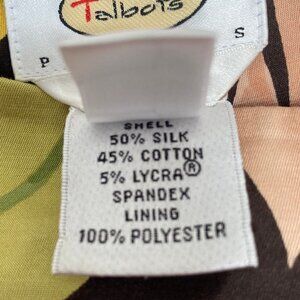 Talbots
P S
SHELL
50% SILK
45% COTTON
5% LYCRA®
SPANDEX
LINING
100% POLYESTER